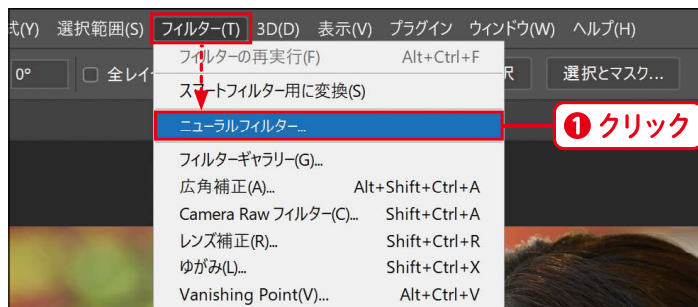 式(Y) 選択範囲(S) フィルター(T) 3D(D) 表示(V) プラグイン ウィンドウ(W) ヘルプ(H)
0° 全レイ 選択とマスク...
フィルターの再実行(F) Alt+Ctrl+F
スマートフィルター用に変換(S)
ニューラルフィルター...
❶クリック
フィルターギャラリー(G)...
広角補正(A)... Alt+Shift+Ctrl+A
Camera Raw フィルター(C)... Shift+Ctrl+A
レンズ補正(R)... Shift+Ctrl+R
ゆがみ(L)... Shift+Ctrl+X
Vanishing Point(V)... Alt+Ctrl+V